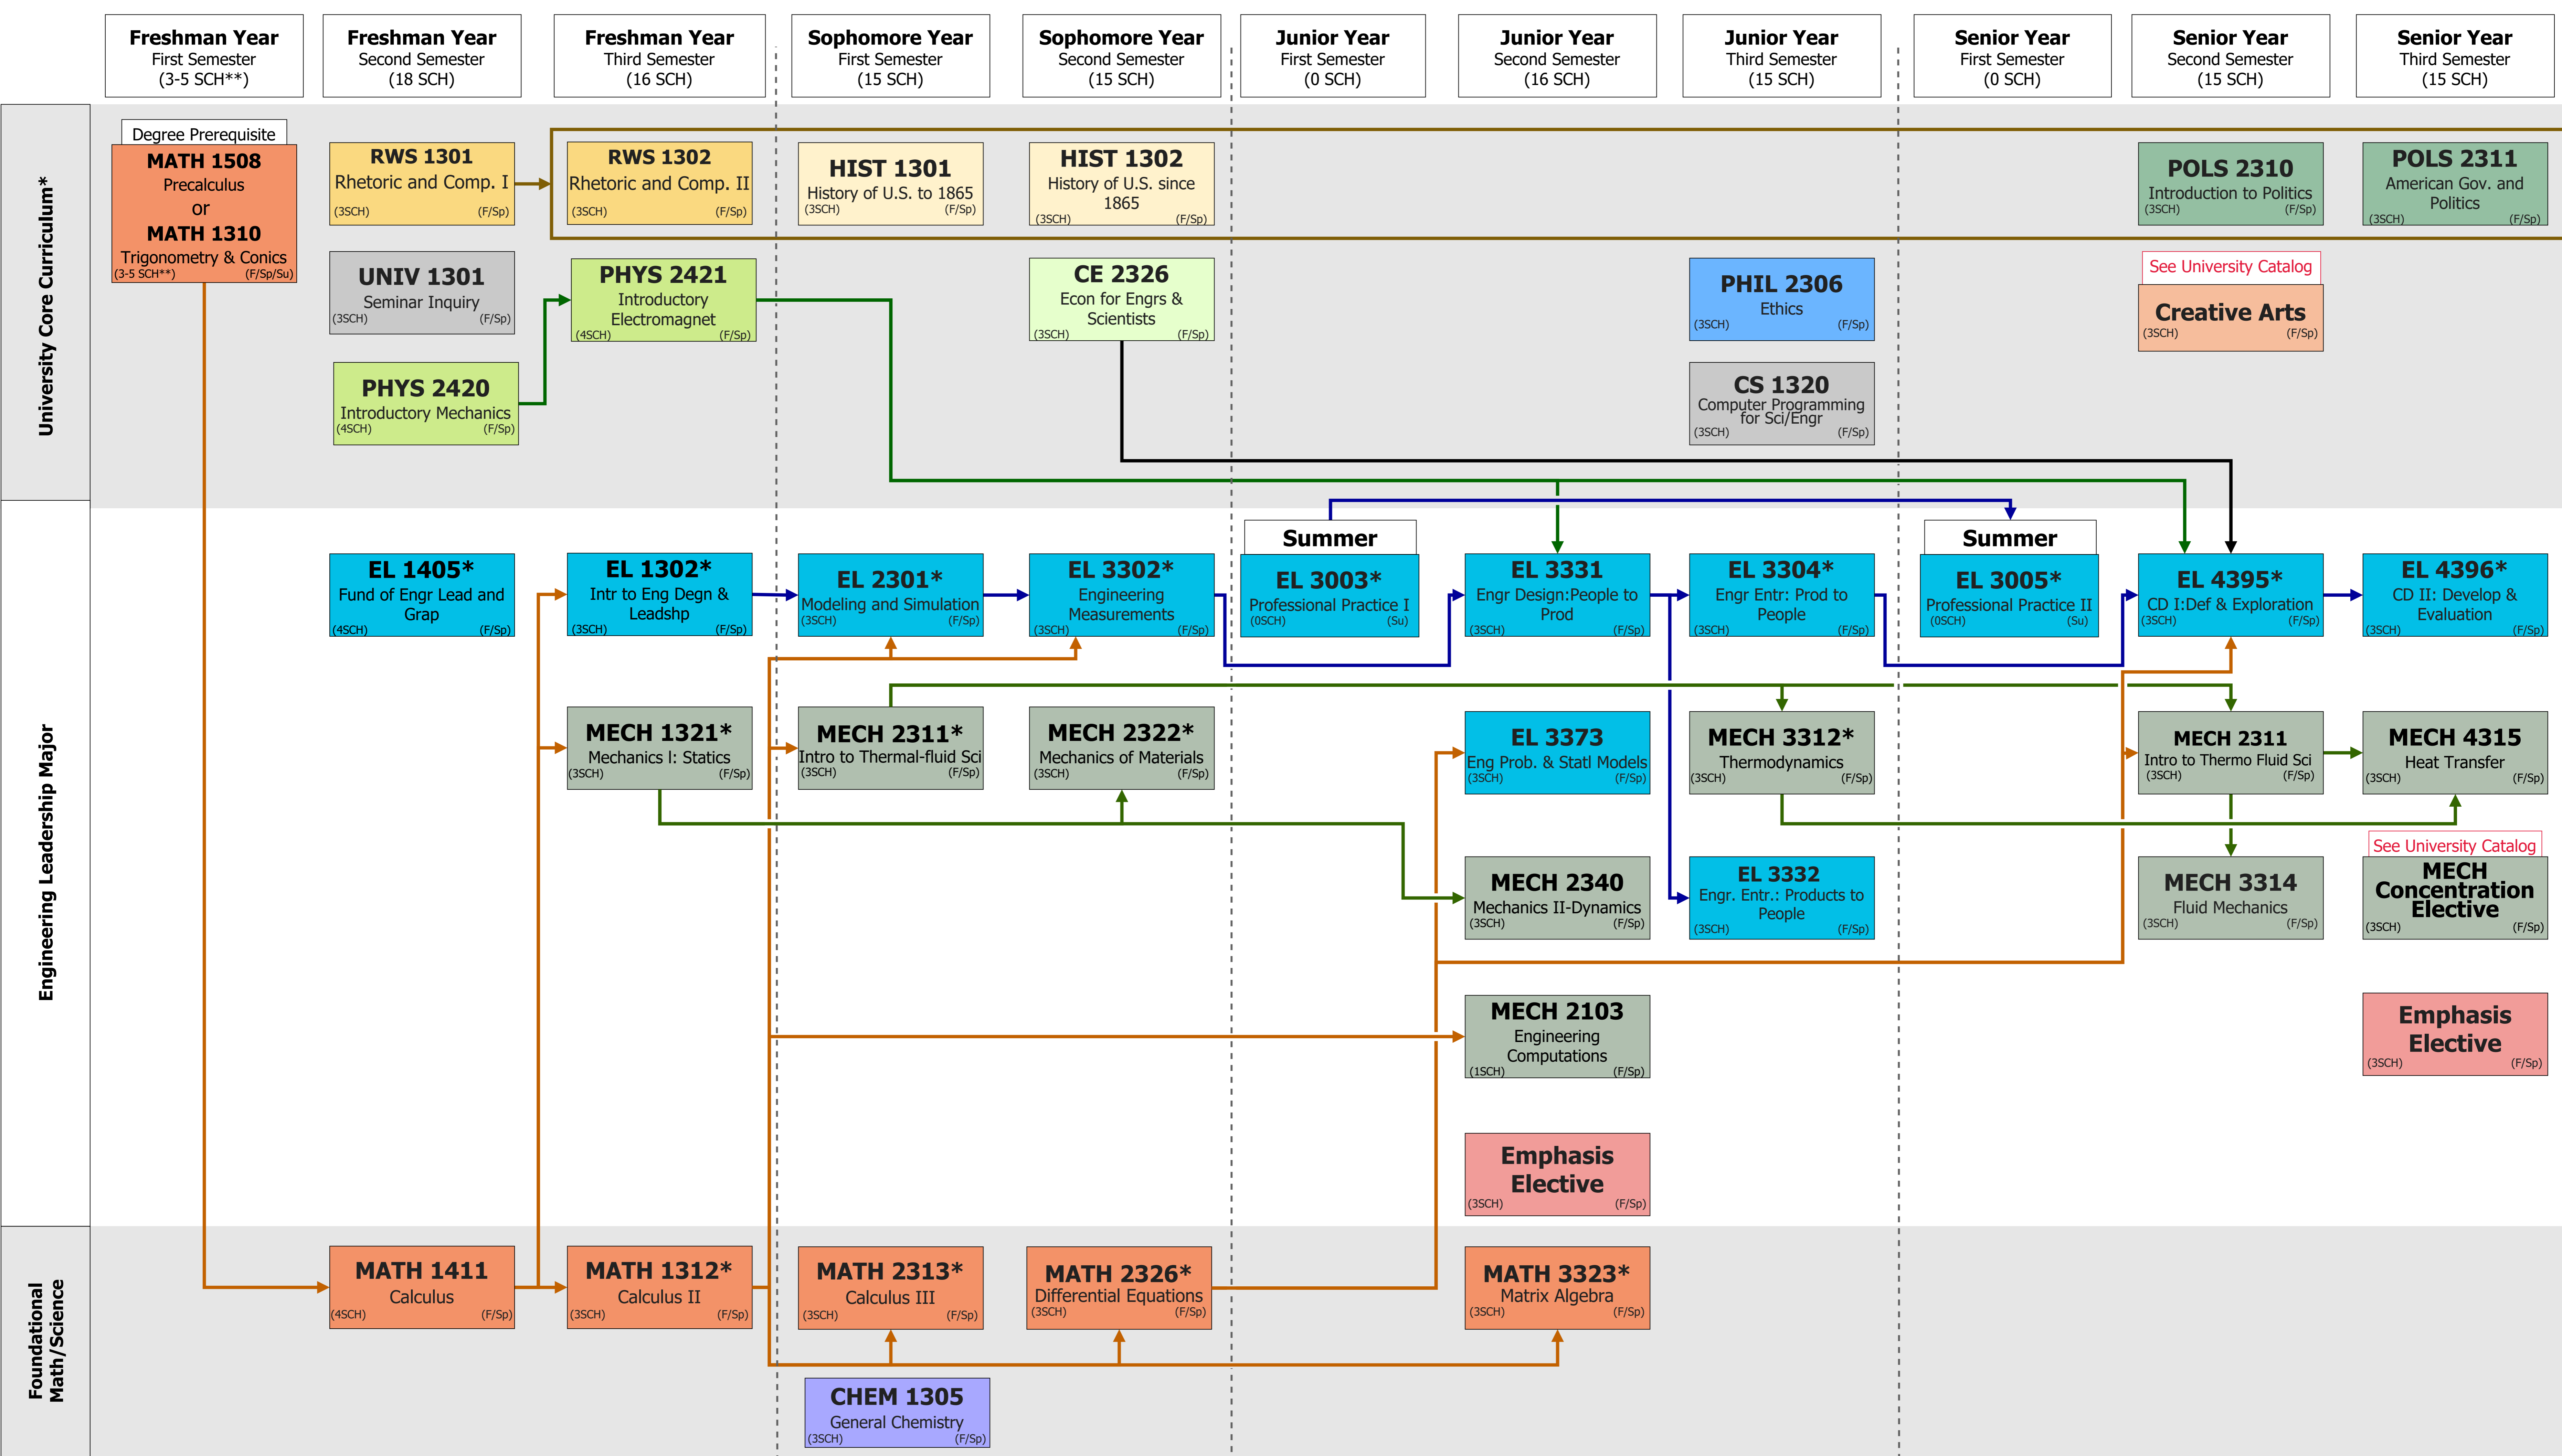 Freshman Year
First Semester
(3-5 SCH**)
Freshman Year
Second Semester
(18 SCH)
Freshman Year
Third Semester
(16 SCH)
Sophomore Year
First Semester
(15 SCH)
Sophomore Year
Second Semester
(15 SCH)
Junior Year
First Semester
(0 SCH)
Junior Year
Second Semester
(16 SCH)
Junior Year
Third Semester
(15 SCH)
Senior Year
First Semester
(0 SCH)
Senior Year
Second Semester
(15 SCH)
Senior Year
Third Semester
(15 SCH)
University Core Curriculum*
Degree Prerequisite
MATH 1508
Precalculus
or
MATH 1310
Trigonometry & Conics
(3-5 SCH**) (F/Sp/Su)
RWS 1301
Rhetoric and Comp. I
(3SCH) (F/Sp)
RWS 1302
Rhetoric and Comp. II
(3SCH) (F/Sp)
HIST 1301
History of U.S. to 1865
(3SCH) (F/Sp)
HIST 1302
History of U.S. since
1865
(3SCH) (F/Sp)
POLS 2310
Introduction to Politics
(3SCH) (F/Sp)
POLS 2311
American Gov. and
Politics
(3SCH) (F/Sp)
UNIV 1301
Seminar Inquiry
(3SCH) (F/Sp)
PHYS 2421
Introductory
Electromagnet
(4SCH) (F/Sp)
CE 2326
Econ for Engrs &
Scientists
(3SCH) (F/Sp)
PHIL 2306
Ethics
(3SCH) (F/Sp)
See University Catalog
Creative Arts
(3SCH) (F/Sp)
PHYS 2420
Introductory Mechanics
(4SCH) (F/Sp)
CS 1320
Computer Programming
for Sci/Engr
(3SCH) (F/Sp)
Engineering Leadership Major
EL 1405*
Fund of Engr Lead and
Grap
(4SCH) (F/Sp)
EL 1302*
Intr to Eng Degn &
Leadshp
(3SCH) (F/Sp)
EL 2301*
Modeling and Simulation
(3SCH) (F/Sp)
EL 3302*
Engineering
Measurements
(3SCH) (F/Sp)
Summer
EL 3003*
Professional Practice I
(0SCH) (Su)
EL 3331
Engr Design:People to
Prod
(3SCH) (F/Sp)
EL 3304*
Engr Entr: Prod to
People
(3SCH) (F/Sp)
Summer
EL 3005*
Professional Practice II
(0SCH) (Su)
EL 4395*
CD I:Def & Exploration
(3SCH) (F/Sp)
EL 4396*
CD II: Develop &
Evaluation
(3SCH) (F/Sp)
MECH 1321*
Mechanics I: Statics
(3SCH) (F/Sp)
MECH 2311*
Intro to Thermal-fluid Sci
(3SCH) (F/Sp)
MECH 2322*
Mechanics of Materials
(3SCH) (F/Sp)
EL 3373
Eng Prob. & Statl Models
(3SCH) (F/Sp)
MECH 3312*
Thermodynamics
(3SCH) (F/Sp)
MECH 2311
Intro to Thermo Fluid Sci
(3SCH) (F/Sp)
MECH 4315
Heat Transfer
(3SCH) (F/Sp)
MECH 2340
Mechanics II-Dynamics
(3SCH) (F/Sp)
EL 3332
Engr. Entr.: Products to
People
(3SCH) (F/Sp)
MECH 3314
Fluid Mechanics
(3SCH) (F/Sp)
See University Catalog
MECH
Concentration
Elective
(3SCH) (F/Sp)
MECH 2103
Engineering
Computations
(1SCH) (F/Sp)
Emphasis
Elective
(3SCH) (F/Sp)
Emphasis
Elective
(3SCH) (F/Sp)
Foundational
Math/Science
MATH 1411
Calculus
(4SCH) (F/Sp)
MATH 1312*
Calculus II
(3SCH) (F/Sp)
MATH 2313*
Calculus III
(3SCH) (F/Sp)
MATH 2326*
Differential Equations
(3SCH) (F/Sp)
MATH 3323*
Matrix Algebra
(3SCH) (F/Sp)
CHEM 1305
General Chemistry
(3SCH) (F/Sp)